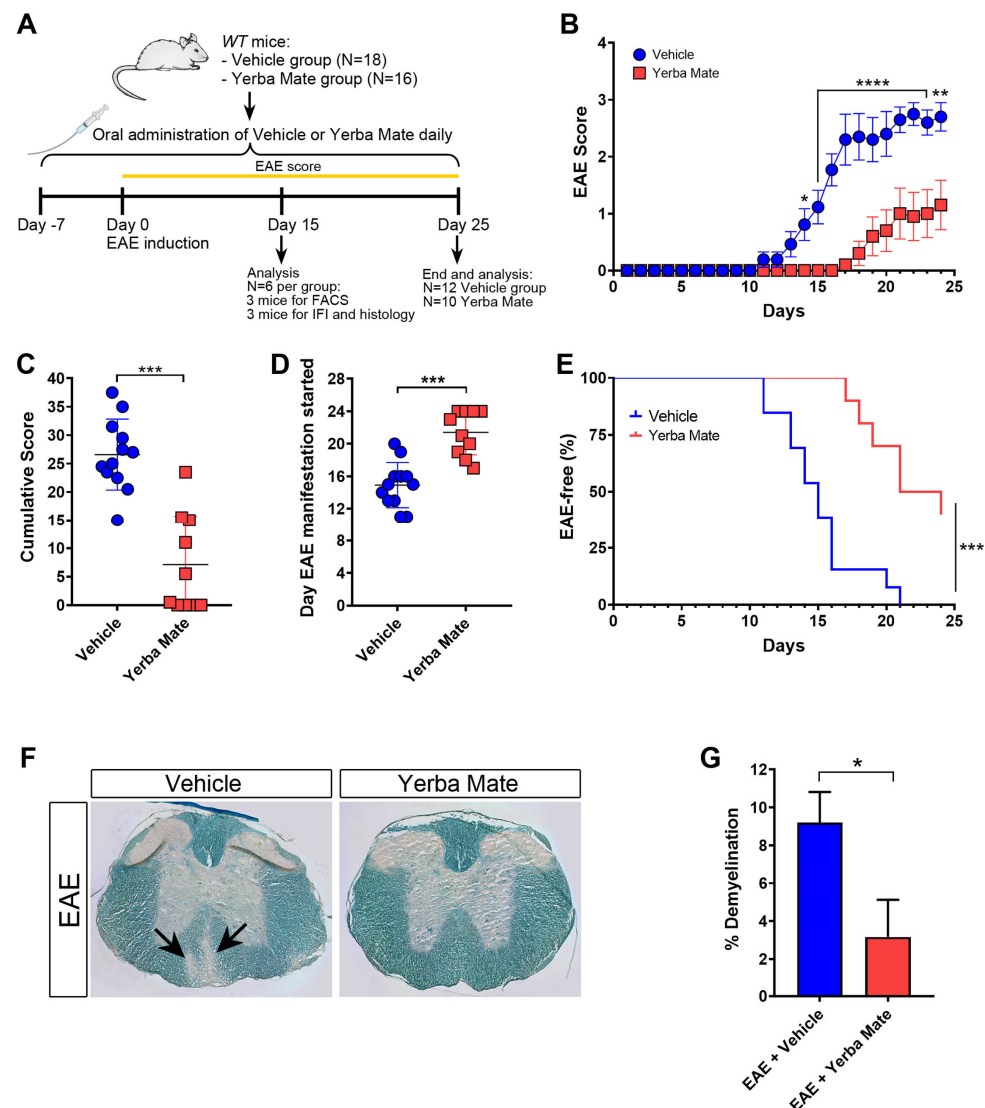 A
WT mice:
- Vehicle group (N=18)
- Yerba Mate group (N=16)
Oral administration of Vehicle or Yerba Mate daily
EAE score
Day -7
Day 0
EAE induction
Day 15
Day 25
Analysis
N=6 per group:
3 mice for FACS
3 mice for IFI and histology
End and analysis:
N=12 Vehicle group
N=10 Yerba Mate
B
Vehicle
Yerba Mate
****
**
*
EAE Score
4
3
2
1
0
0 5 10 15 20 25
Days
C
***
Cumulative Score
40
35
30
25
20
15
10
5
0
Vehicle
Yerba Mate
D
***
Day EAE manifestation started
28
24
20
16
12
8
4
0
Vehicle
Yerba Mate
E
Vehicle
Yerba Mate
EAE-free (%)
100
75
50
25
0
***
0 5 10 15 20 25
Days
F
Vehicle
Yerba Mate
EAE
G
*
% Demyelination
12
10
8
6
4
2
0
EAE + Vehicle
EAE + Yerba Mate